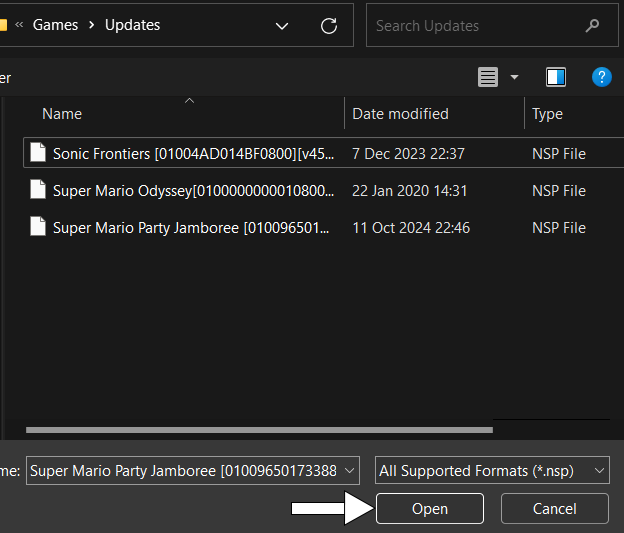 « Games > Updates
Search Updates
er
?
Name Date modified Type
Sonic Frontiers [01004AD014BF0800][v45... 7 Dec 2023 22:37 NSP File
Super Mario Odyssey[0100000000010800... 22 Jan 2020 14:31 NSP File
Super Mario Party Jamboree [010096501... 11 Oct 2024 22:46 NSP File
me: Super Mario Party Jamboree [01009650173388 All Supported Formats (*.nsp)
Open Cancel